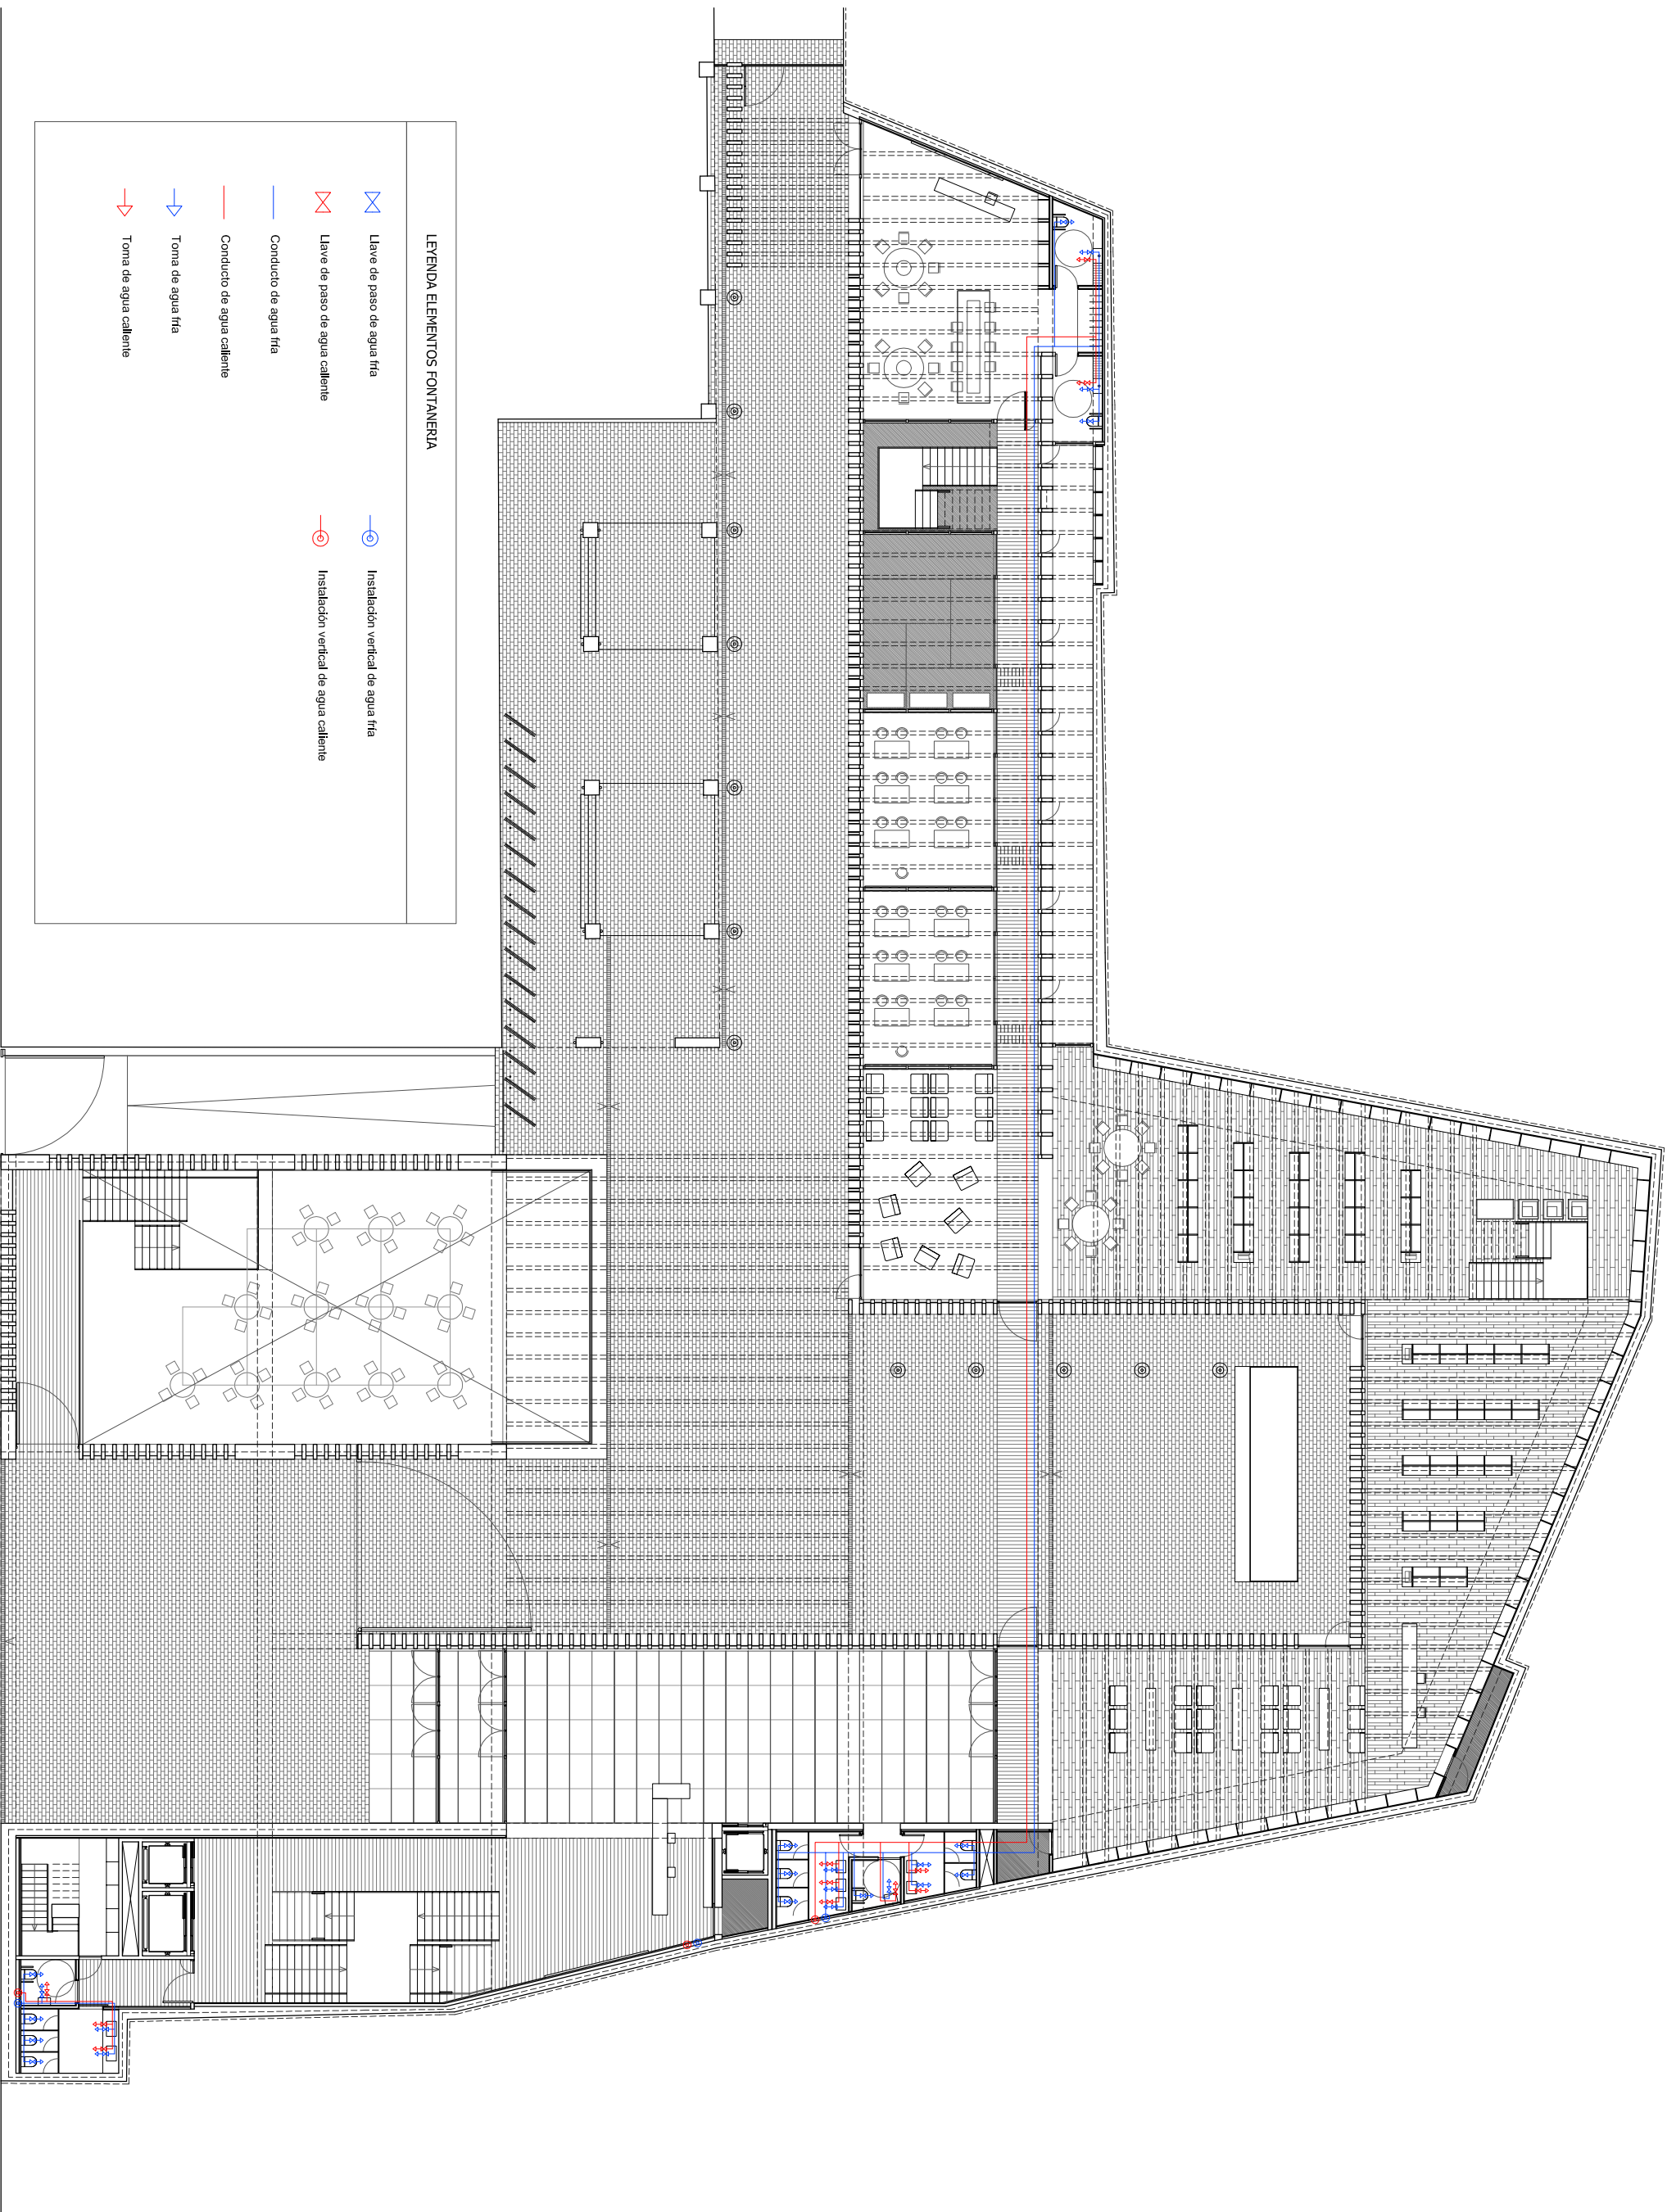 LEYENDA ELEMENTOS FONTANERIA
Llave de paso de agua fría
Llave de paso de agua caliente
Conducto de agua fría
Conducto de agua caliente
Toma de agua fría
Toma de agua caliente
Instalación vertical de agua fría
Instalación vertical de agua caliente